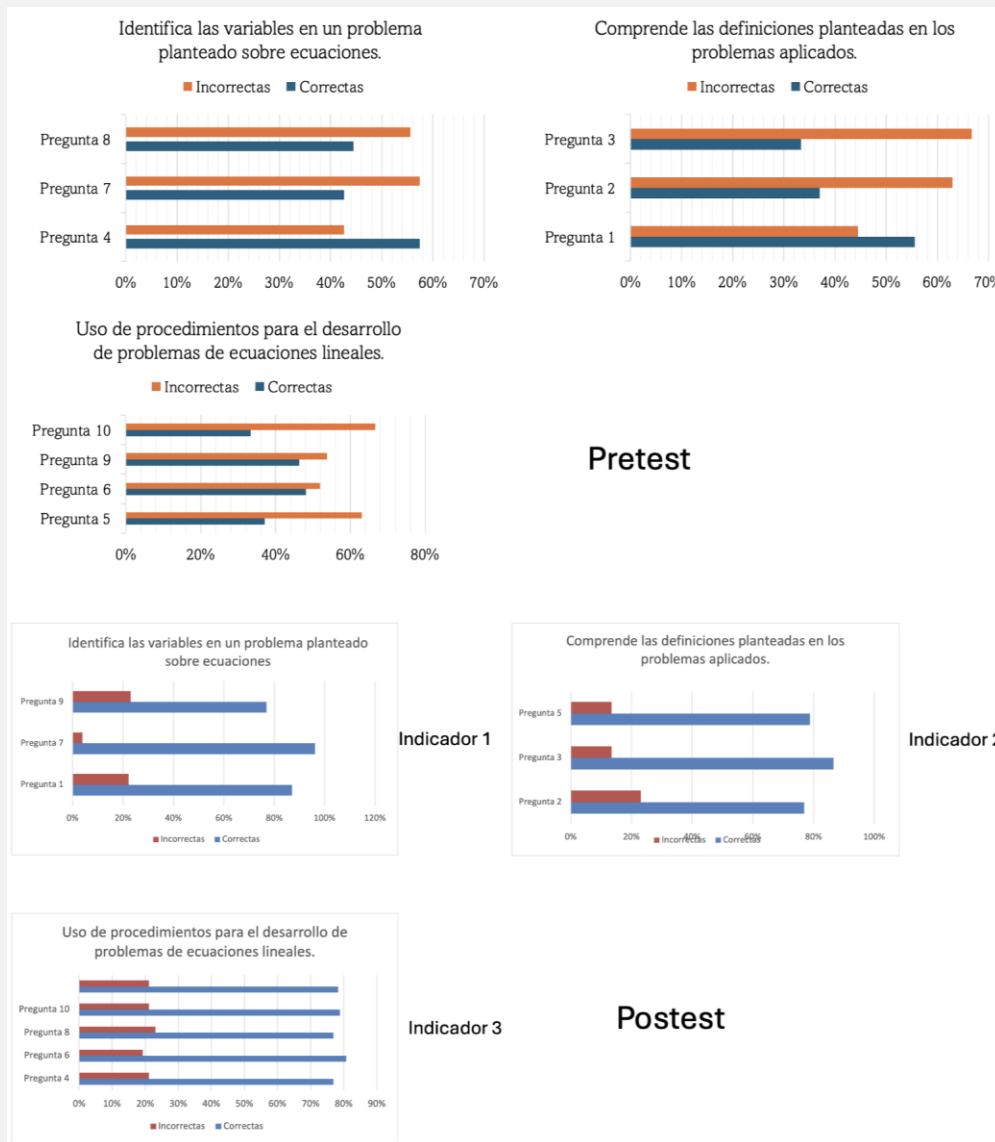 Identifica las variables en un problema
planteado sobre ecuaciones.
Incorrectas Correctas
Pregunta 8
Pregunta 7
Pregunta 4
0% 10% 20% 30% 40% 50% 60% 70%
Comprende las definiciones planteadas en los
problemas aplicados.
Incorrectas Correctas
Pregunta 3
Pregunta 2
Pregunta 1
0% 10% 20% 30% 40% 50% 60% 70%
Uso de procedimientos para el desarrollo
de problemas de ecuaciones lineales.
Incorrectas Correctas
Pregunta 10
Pregunta 9
Pregunta 6
Pregunta 5
0% 20% 40% 60% 80%
Pretest
Identifica las variables en un problema planteado
sobre ecuaciones
Pregunta 9
Pregunta 7
Pregunta 1
0% 20% 40% 60% 80% 100% 120%
Incorrectas Correctas
Indicador 1
Comprende las definiciones planteadas en los
problemas aplicados.
Pregunta 5
Pregunta 3
Pregunta 2
0% 20% 40% 60% 80% 100%
Incorrectas Correctas
Indicador 2
Uso de procedimientos para el desarrollo de
problemas de ecuaciones lineales.
Pregunta 10
Pregunta 8
Pregunta 6
Pregunta 4
0% 10% 20% 30% 40% 50% 60% 70% 80% 90%
Incorrectas Correctas
Indicador 3
Postest